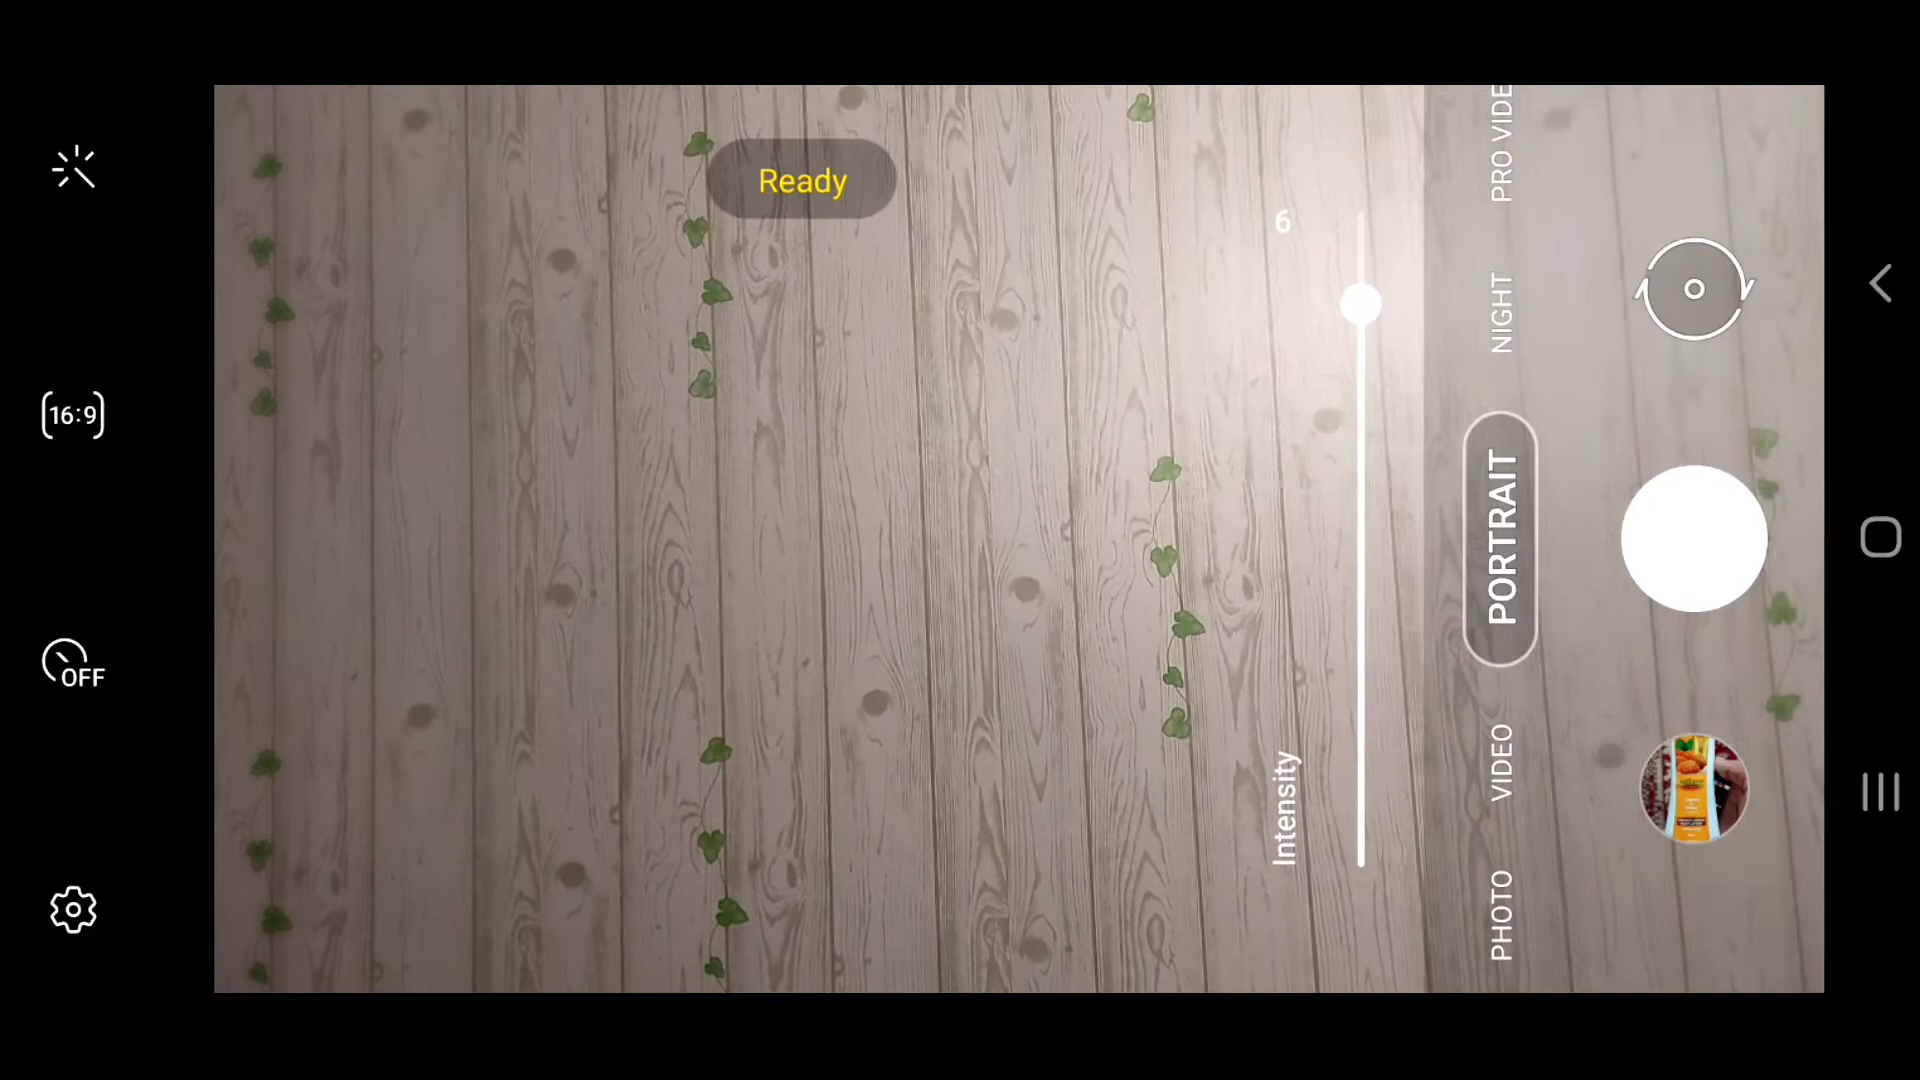 Ready
16:9
OFF
6
Intensity
PRO VIDE
NIGHT
PORTRAIT
VIDEO
PHOTO